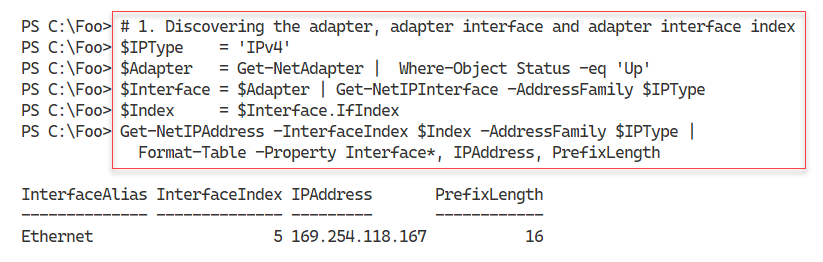 PS C:\Foo> # 1. Discovering the adapter, adapter interface and adapter interface index
PS C:\Foo> $IPType    = 'IPv4'
PS C:\Foo> $Adapter   = Get-NetAdapter |  Where-Object Status -eq 'Up'
PS C:\Foo> $Interface = $Adapter | Get-NetIPInterface -AddressFamily $IPType
PS C:\Foo> $Index     = $Interface.IfIndex
PS C:\Foo> Get-NetIPAddress -InterfaceIndex $Index -AddressFamily $IPType |
             Format-Table -Property Interface*, IPAddress, PrefixLength
InterfaceAlias InterfaceIndex IPAddress       PrefixLength
-------------- -------------- ---------       ------------
Ethernet                    5 169.254.118.167           16